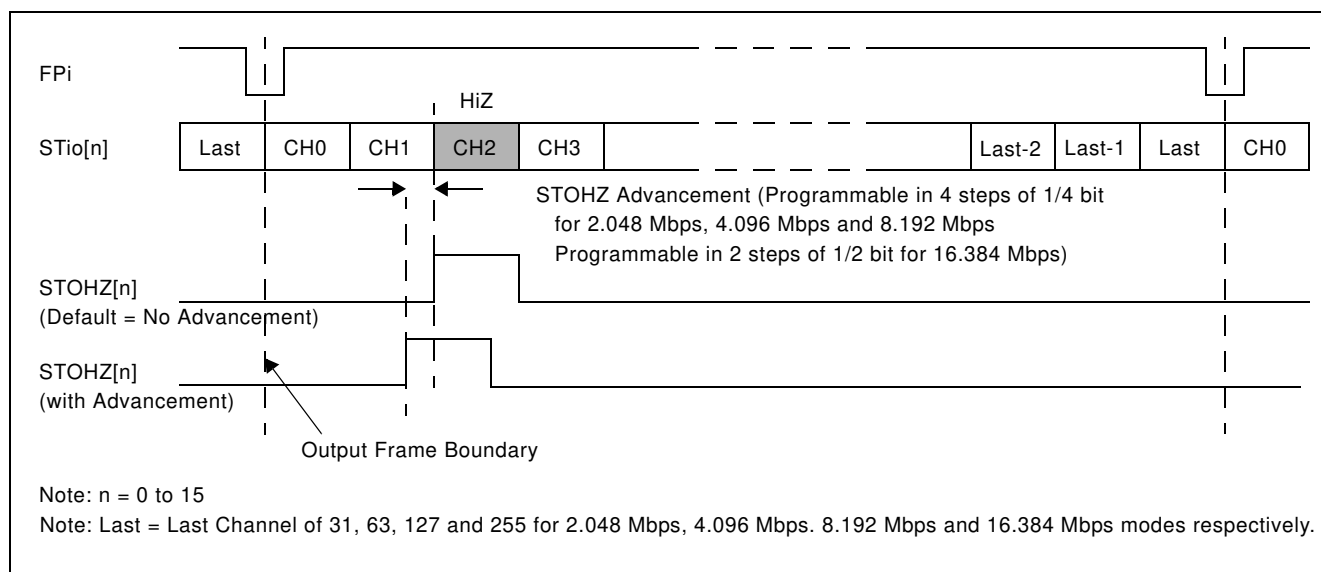 FPi
HiZ
STio[n]
Last
CH0
CH1
CH2
CH3
Last-2
Last-1
Last
CH0
STOHZ Advancement (Programmable in 4 steps of 1/4 bit
for 2.048 Mbps, 4.096 Mbps and 8.192 Mbps
Programmable in 2 steps of 1/2 bit for 16.384 Mbps)
STOHZ[n]
(Default = No Advancement)
STOHZ[n]
(with Advancement)
Output Frame Boundary
Note: n = 0 to 15
Note: Last = Last Channel of 31, 63, 127 and 255 for 2.048 Mbps, 4.096 Mbps. 8.192 Mbps and 16.384 Mbps modes respectively.